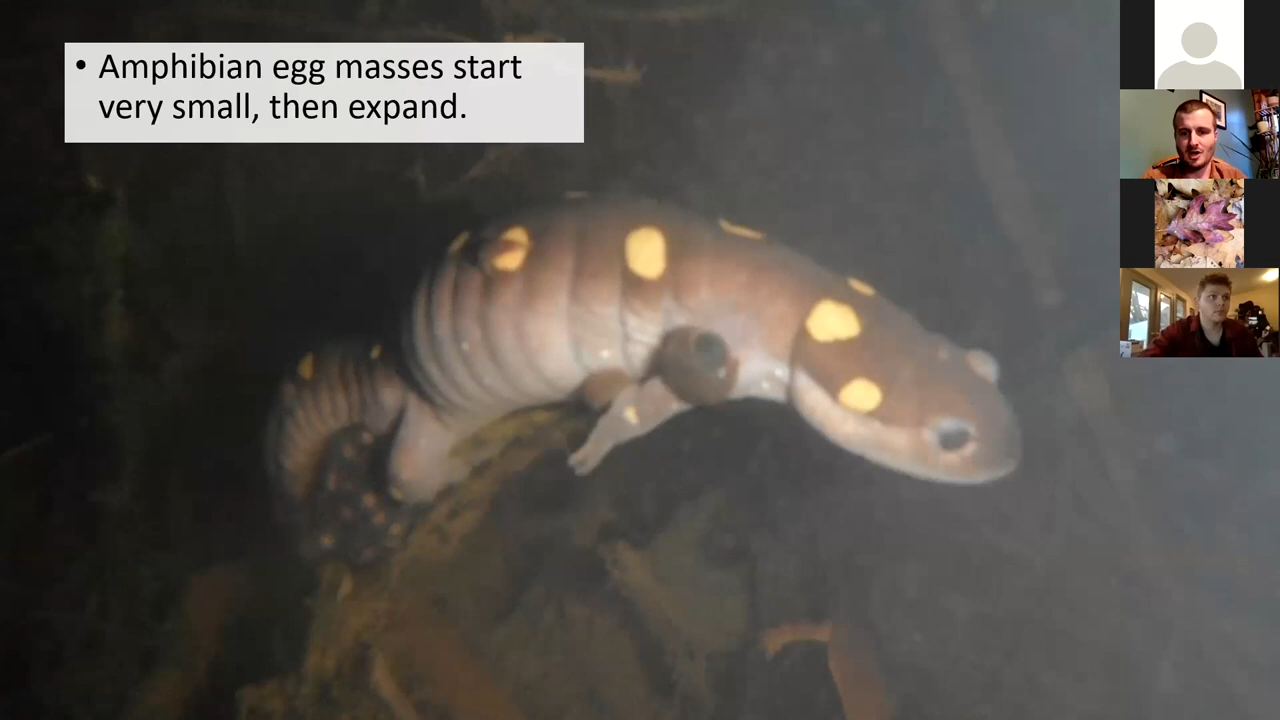 • Amphibian egg masses start
very small, then expand.